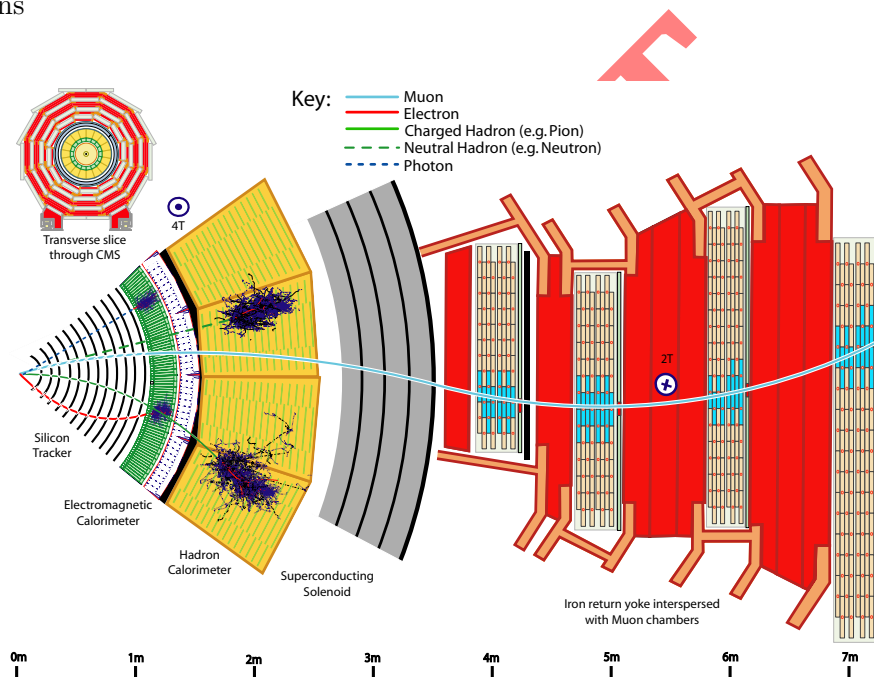 ns
Key:
Muon
Electron
Charged Hadron (e.g. Pion)
Neutral Hadron (e.g. Neutron)
Photon
4T
Transverse slice
through CMS
2T
Silicon
Tracker
Electromagnetic
Calorimeter
Hadron
Calorimeter
Superconducting
Solenoid
Iron return yoke interspersed
with Muon chambers
0m 1m 2m 3m 4m 5m 6m 7m